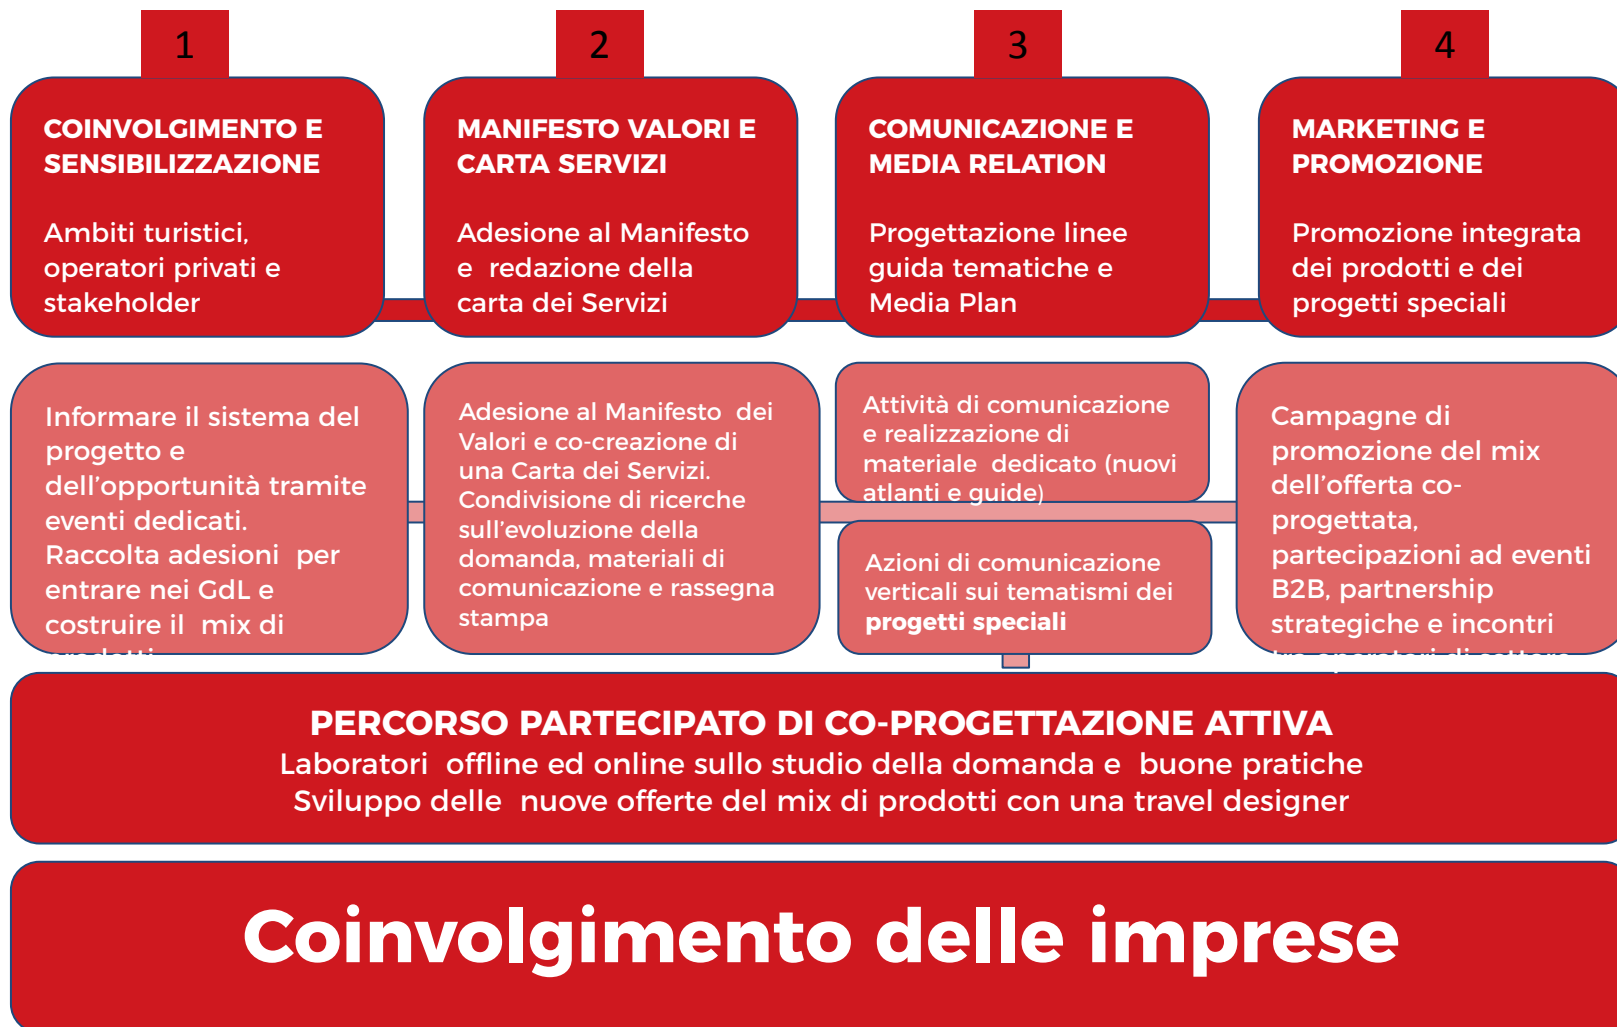 1
COINVOLGIMENTO E
SENSIBILIZZAZIONE
Ambiti turistici,
operatori privati e
stakeholder
2
MANIFESTO VALORI E
CARTA SERVIZI
Adesione al Manifesto
e redazione della
carta dei Servizi
3
COMUNICAZIONE E
MEDIA RELATION
Progettazione linee
guida tematiche e
Media Plan
4
MARKETING E
PROMOZIONE
Promozione integrata
dei prodotti e dei
progetti speciali
Informare il sistema del
progetto e
dell’opportunità tramite
eventi dedicati.
Raccolta adesioni per
entrare nei GdL e
costruire il mix di
prodotti
Adesione al Manifesto dei
Valori e co-creazione di
una Carta dei Servizi.
Condivisione di ricerche
sull’evoluzione della
domanda, materiali di
comunicazione e rassegna
stampa
Attività di comunicazione
e realizzazione di
materiale dedicato (nuovi
atlanti e guide)
Azioni di comunicazione
verticali sui tematismi dei
progetti speciali
Campagne di
promozione del mix
dell’offerta co-
progettata,
partecipazioni ad eventi
B2B, partnership
strategiche e incontri
tra operatori di settore
PERCORSO PARTECIPATO DI CO-PROGETTAZIONE ATTIVA
Laboratori offline ed online sullo studio della domanda e buone pratiche
Sviluppo delle nuove offerte del mix di prodotti con una travel designer
Coinvolgimento delle imprese